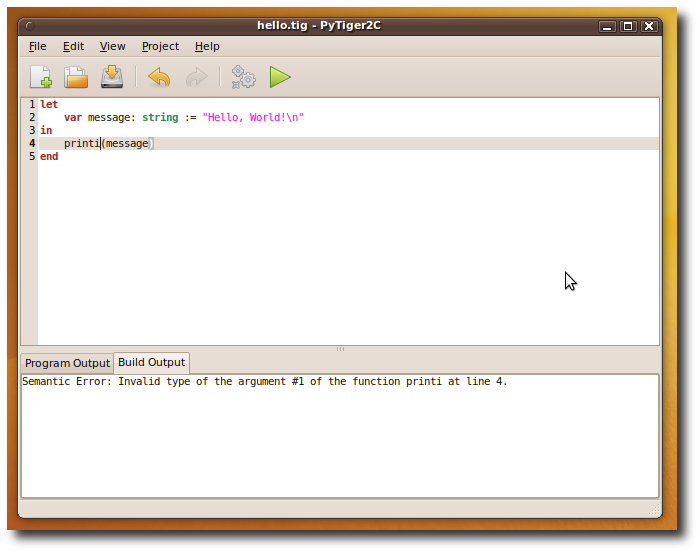 hello.tig - PyTiger2C
File Edit View Project Help
1 let
2     var message: string := "Hello, World!\n"
3 in
4     printi(message)
5 end
Program Output Build Output
Semantic Error: Invalid type of the argument #1 of the function printi at line 4.